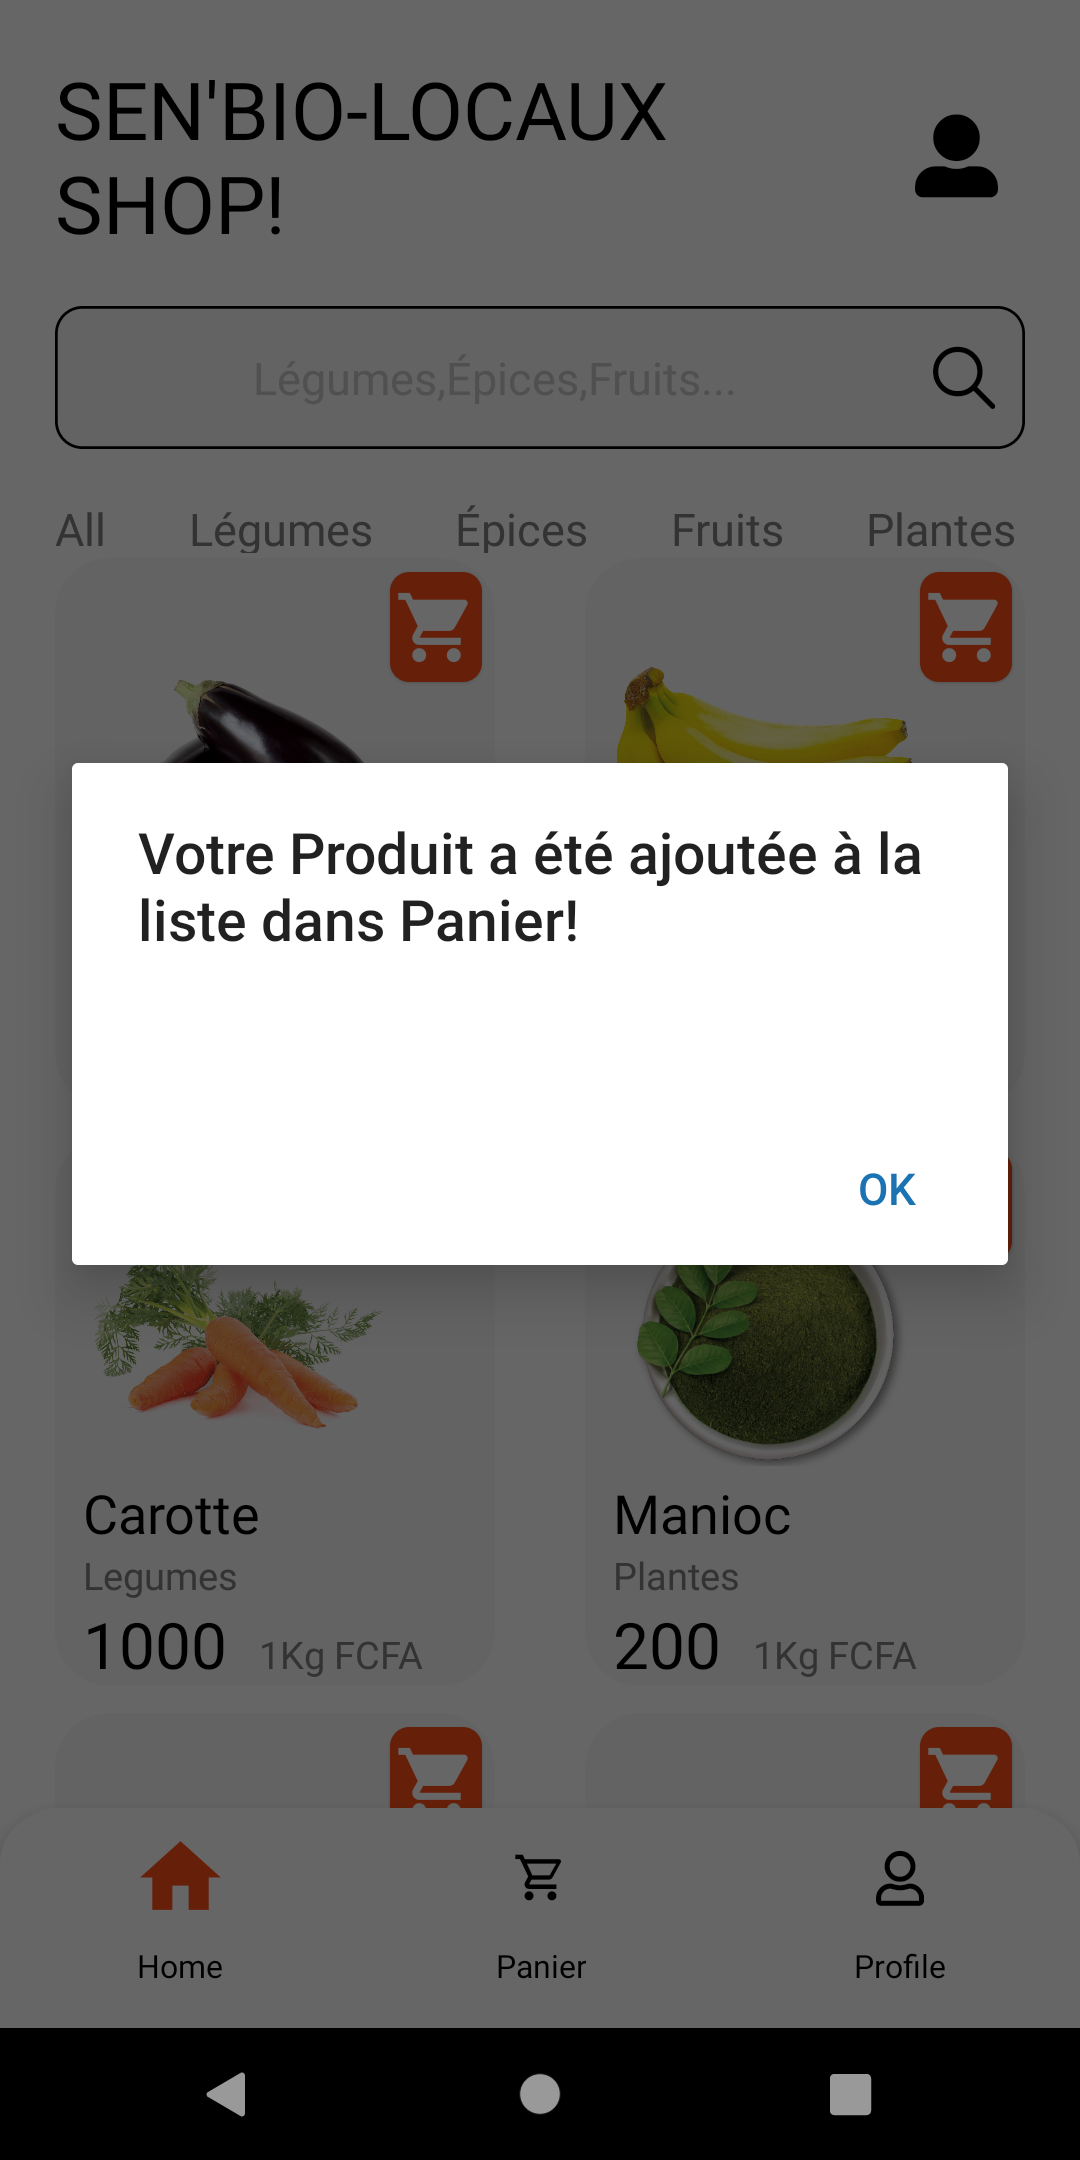 SEN'BIO-LOCAUX
SHOP!
Légumes,Épices,Fruits...
All Légumes Épices Fruits Plantes
Votre Produit a été ajoutée à la
liste dans Panier!
OK
Carotte Manioc
Legumes Plantes
1000 1Kg FCFA 200 1Kg FCFA
Home Panier Profile